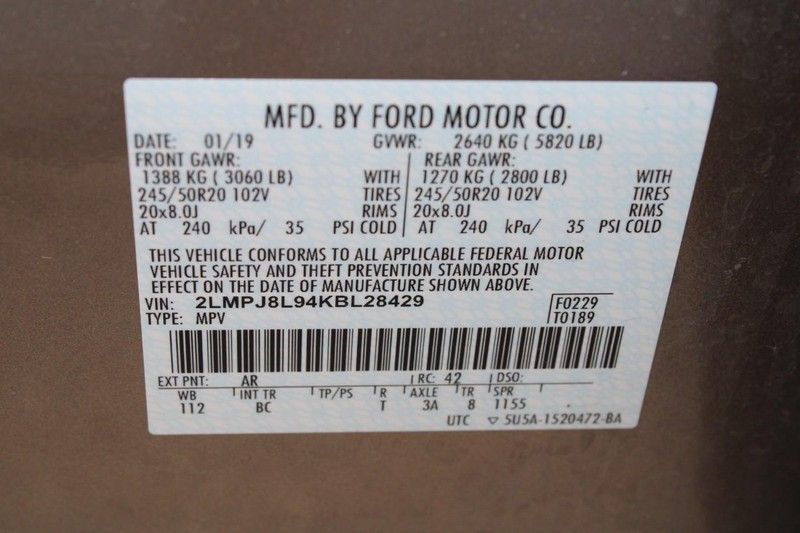 MFD. BY FORD MOTOR CO.
DATE: 01/19 GVWR: 2640 KG ( 5820 LB)
FRONT GAWR: REAR GAWR:
1388 KG ( 3060 LB) WITH 1270 KG ( 2800 LB) WITH
245/50R20 102V TIRES 245/50R20 102V TIRES
20x8.0J RIMS 20x8.0J RIMS
AT 240 kPa/ 35 PSI COLD AT 240 kPa/ 35 PSI COLD
THIS VEHICLE CONFORMS TO ALL APPLICABLE FEDERAL MOTOR
VEHICLE SAFETY AND THEFT PREVENTION STANDARDS IN
EFFECT ON THE DATE OF MANUFACTURE SHOWN ABOVE.
VIN: 2LMPJ8L94KBL28429 F0229
TYPE: MPV T0189
EXT PNT: AR RC: 42 DSO:
WB INT TR TP/PS R AXLE TR SPR
112 BC T 3A 8 1155 .
UTC ▽ 5U5A-1520472-BA